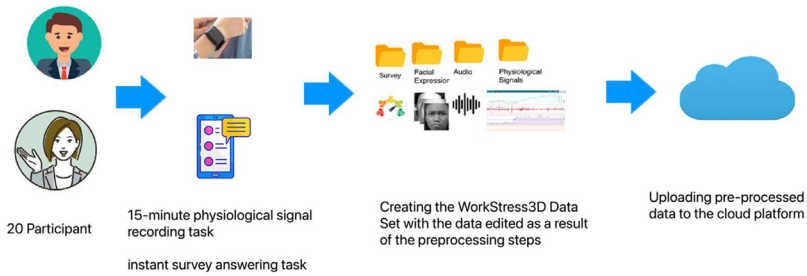 Survey
Facial
Expression
Audio
Physiological
Signals
20 Participant
15-minute physiological signal
recording task
instant survey answering task
Creating the WorkStress3D Data
Set with the data edited as a result
of the preprocessing steps
Uploading pre-processed
data to the cloud platform